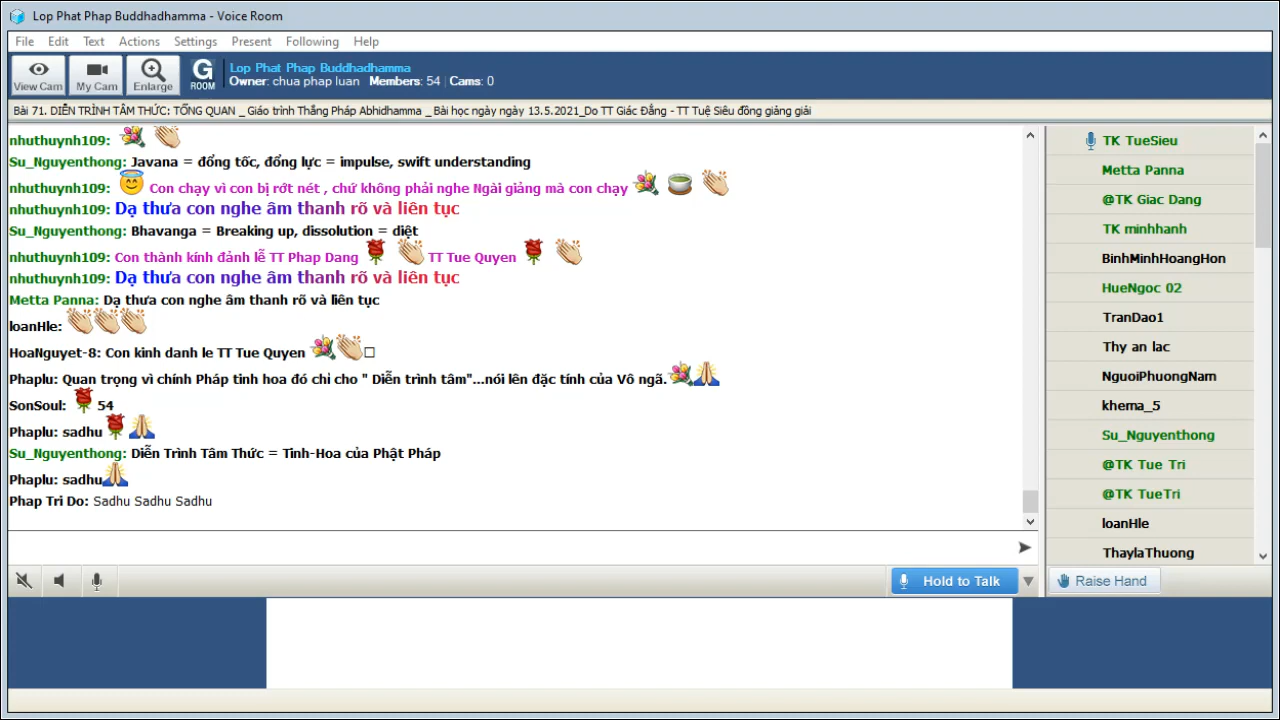 Lop Phat Phap Buddhadhamma - Voice Room
File Edit Text Actions Settings Present Following Help
View Cam My Cam Enlarge G ROOM
Lop Phat Phap Buddhadhamma
Owner: chua phap luan Members: 54 Cams: 0
Bài 71. DIỄN TRÌNH TÂM THỨC: TỔNG QUAN _ Giáo trình Thắng Pháp Abhidhamma _ Bài học ngày ngày 13.5.2021_Do TT Giác Đẳng - TT Tuệ Siêu đồng giảng giải
nhuthuynh109:
Su_Nguyenthong: Javana = đổng tốc, đổng lực = impulse, swift understanding
nhuthuynh109: Con chạy vì con bị rớt nét , chứ không phải nghe Ngài giảng mà con chạy
nhuthuynh109: Dạ thưa con nghe âm thanh rõ và liên tục
Su_Nguyenthong: Bhavanga = Breaking up, dissolution = diệt
nhuthuynh109: Con thành kính đảnh lễ TT Phap Dang TT Tue Quyen
nhuthuynh109: Dạ thưa con nghe âm thanh rõ và liên tục
Metta Panna: Dạ thưa con nghe âm thanh rõ và liên tục
loanHle:
HoaNguyet-8: Con kinh danh le TT Tue Quyen
Phaplu: Quan trọng vì chính Pháp tinh hoa đó chỉ cho " Diễn trình tâm"...nói lên đặc tính của Vô ngã.
SonSoul: 54
Phaplu: sadhu
Su_Nguyenthong: Diễn Trình Tâm Thức = Tinh-Hoa của Phật Pháp
Phaplu: sadhu
Phap Tri Do: Sadhu Sadhu Sadhu
TK TueSieu
Metta Panna
@TK Giac Dang
TK minhhanh
BinhMinhHoangHon
HueNgoc 02
TranDao1
Thy an lac
NguoiPhuongNam
khema_5
Su_Nguyenthong
@TK Tue Tri
@TK TueTri
loanHle
ThaylaThuong
Hold to Talk
Raise Hand